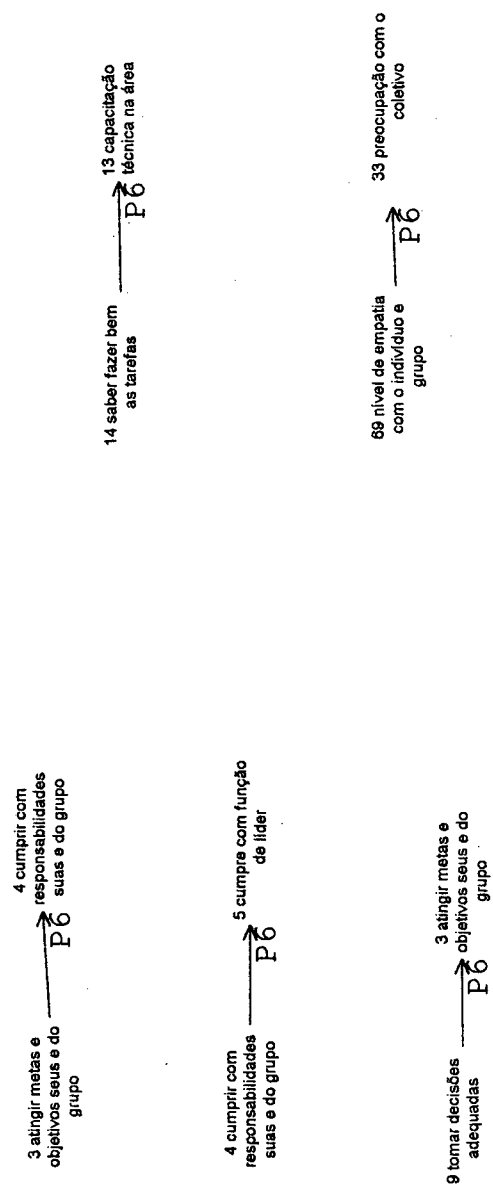 3 atingir metas e
objetivos seus e do
grupo
P6
4 cumprir com
responsabilidades
suas e do grupo
4 cumprir com
responsabilidades
suas e do grupo
P6
5 cumpre com função
de líder
9 tomar decisões
adequadas
P6
3 atingir metas e
objetivos seus e do
grupo
14 saber fazer bem
as tarefas
P6
13 capacitação
técnica na área
69 nível de empatia
com o indivíduo e
grupo
P6
33 preocupação com o
coletivo